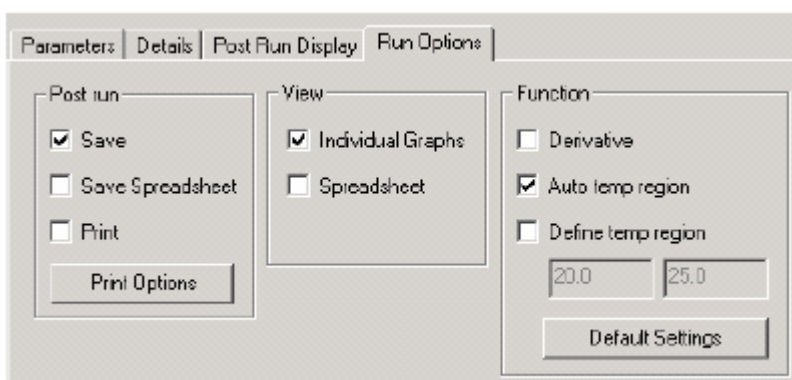 Parameters Details Post Run Display Run Options
Post run
Save
Save Spreadsheet
Print
Print Options
View
Individual Graphs
Spreadsheet
Function
Derivative
Auto temp region
Define temp region
20.0 25.0
Default Settings